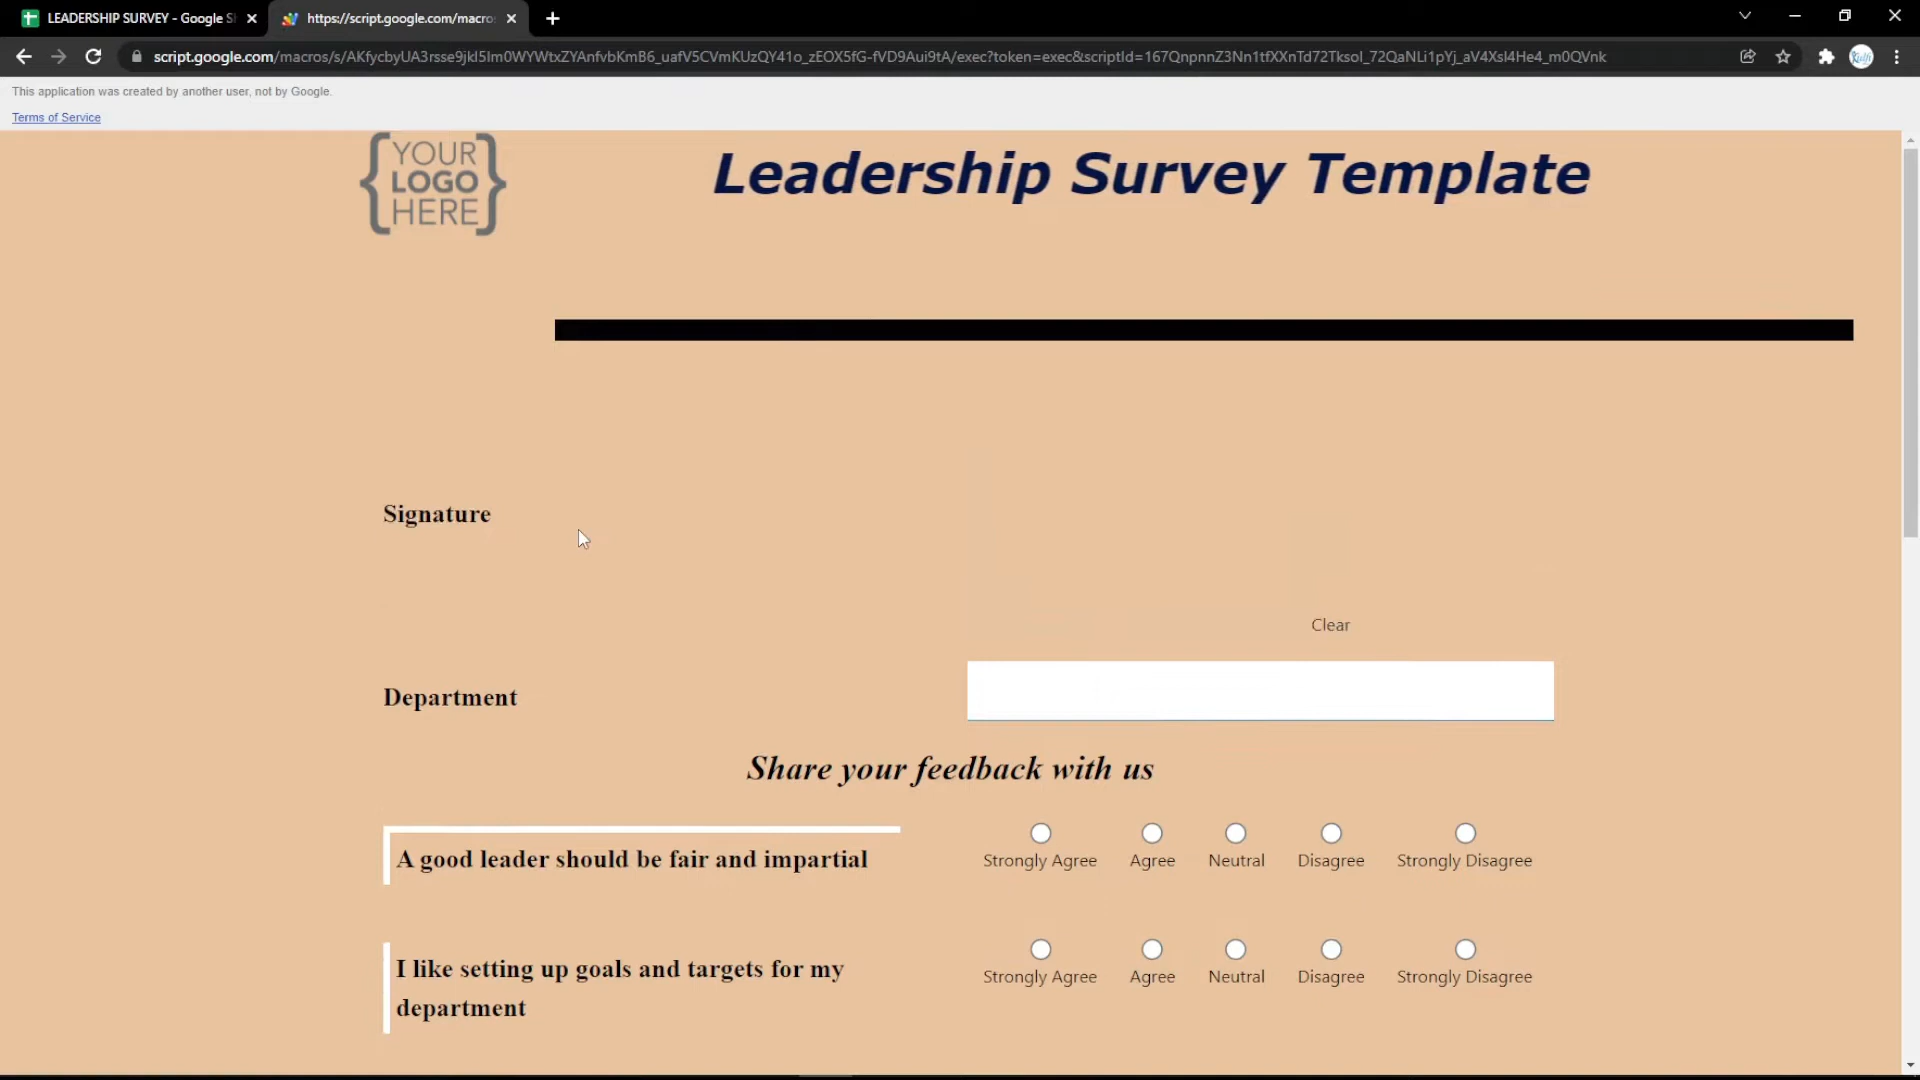 LEADERSHIP SURVEY - Google S
https://script.google.com/macro
script.google.com/macros/s/AKfycbyUA3rsse9jkI5Im0WYWtxZYAnfvbKmB6_uafV5CVmKUzQY41o_zEOX5fG-fVD9Aui9tA/exec?token=exec&scriptId=167QnpnnZ3Nn1tfXXnTd72Tksol_72QaNLi1pYj_aV4Xsl4He4_m0QVnk
This application was created by another user, not by Google.
Terms of Service
YOUR
LOGO
HERE
Leadership Survey Template
Signature
Clear
Department
Share your feedback with us
A good leader should be fair and impartial
Strongly Agree Agree Neutral Disagree Strongly Disagree
I like setting up goals and targets for my
department
Strongly Agree Agree Neutral Disagree Strongly Disagree